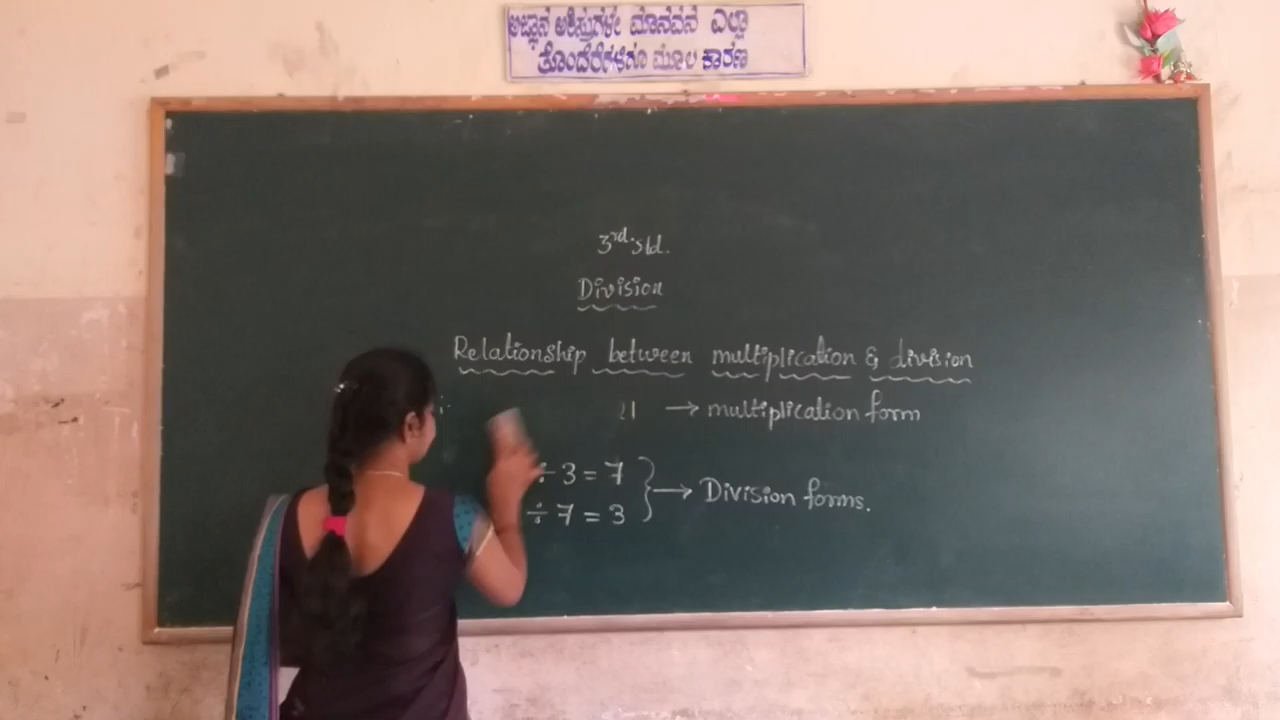 ಅಜ್ಞಾನ ಅಶಿಸ್ತುಗಳೇ ಮಾನವನ ಎಲ್ಲಾ
ತೊಂದರೆಗಳಿಗೂ ಮೂಲ ಕಾರಣ
3rd std.
Division
Relationship between multiplication & division
21 → multiplication form
÷ 3 = 7
÷ 7 = 3 } → Division forms.